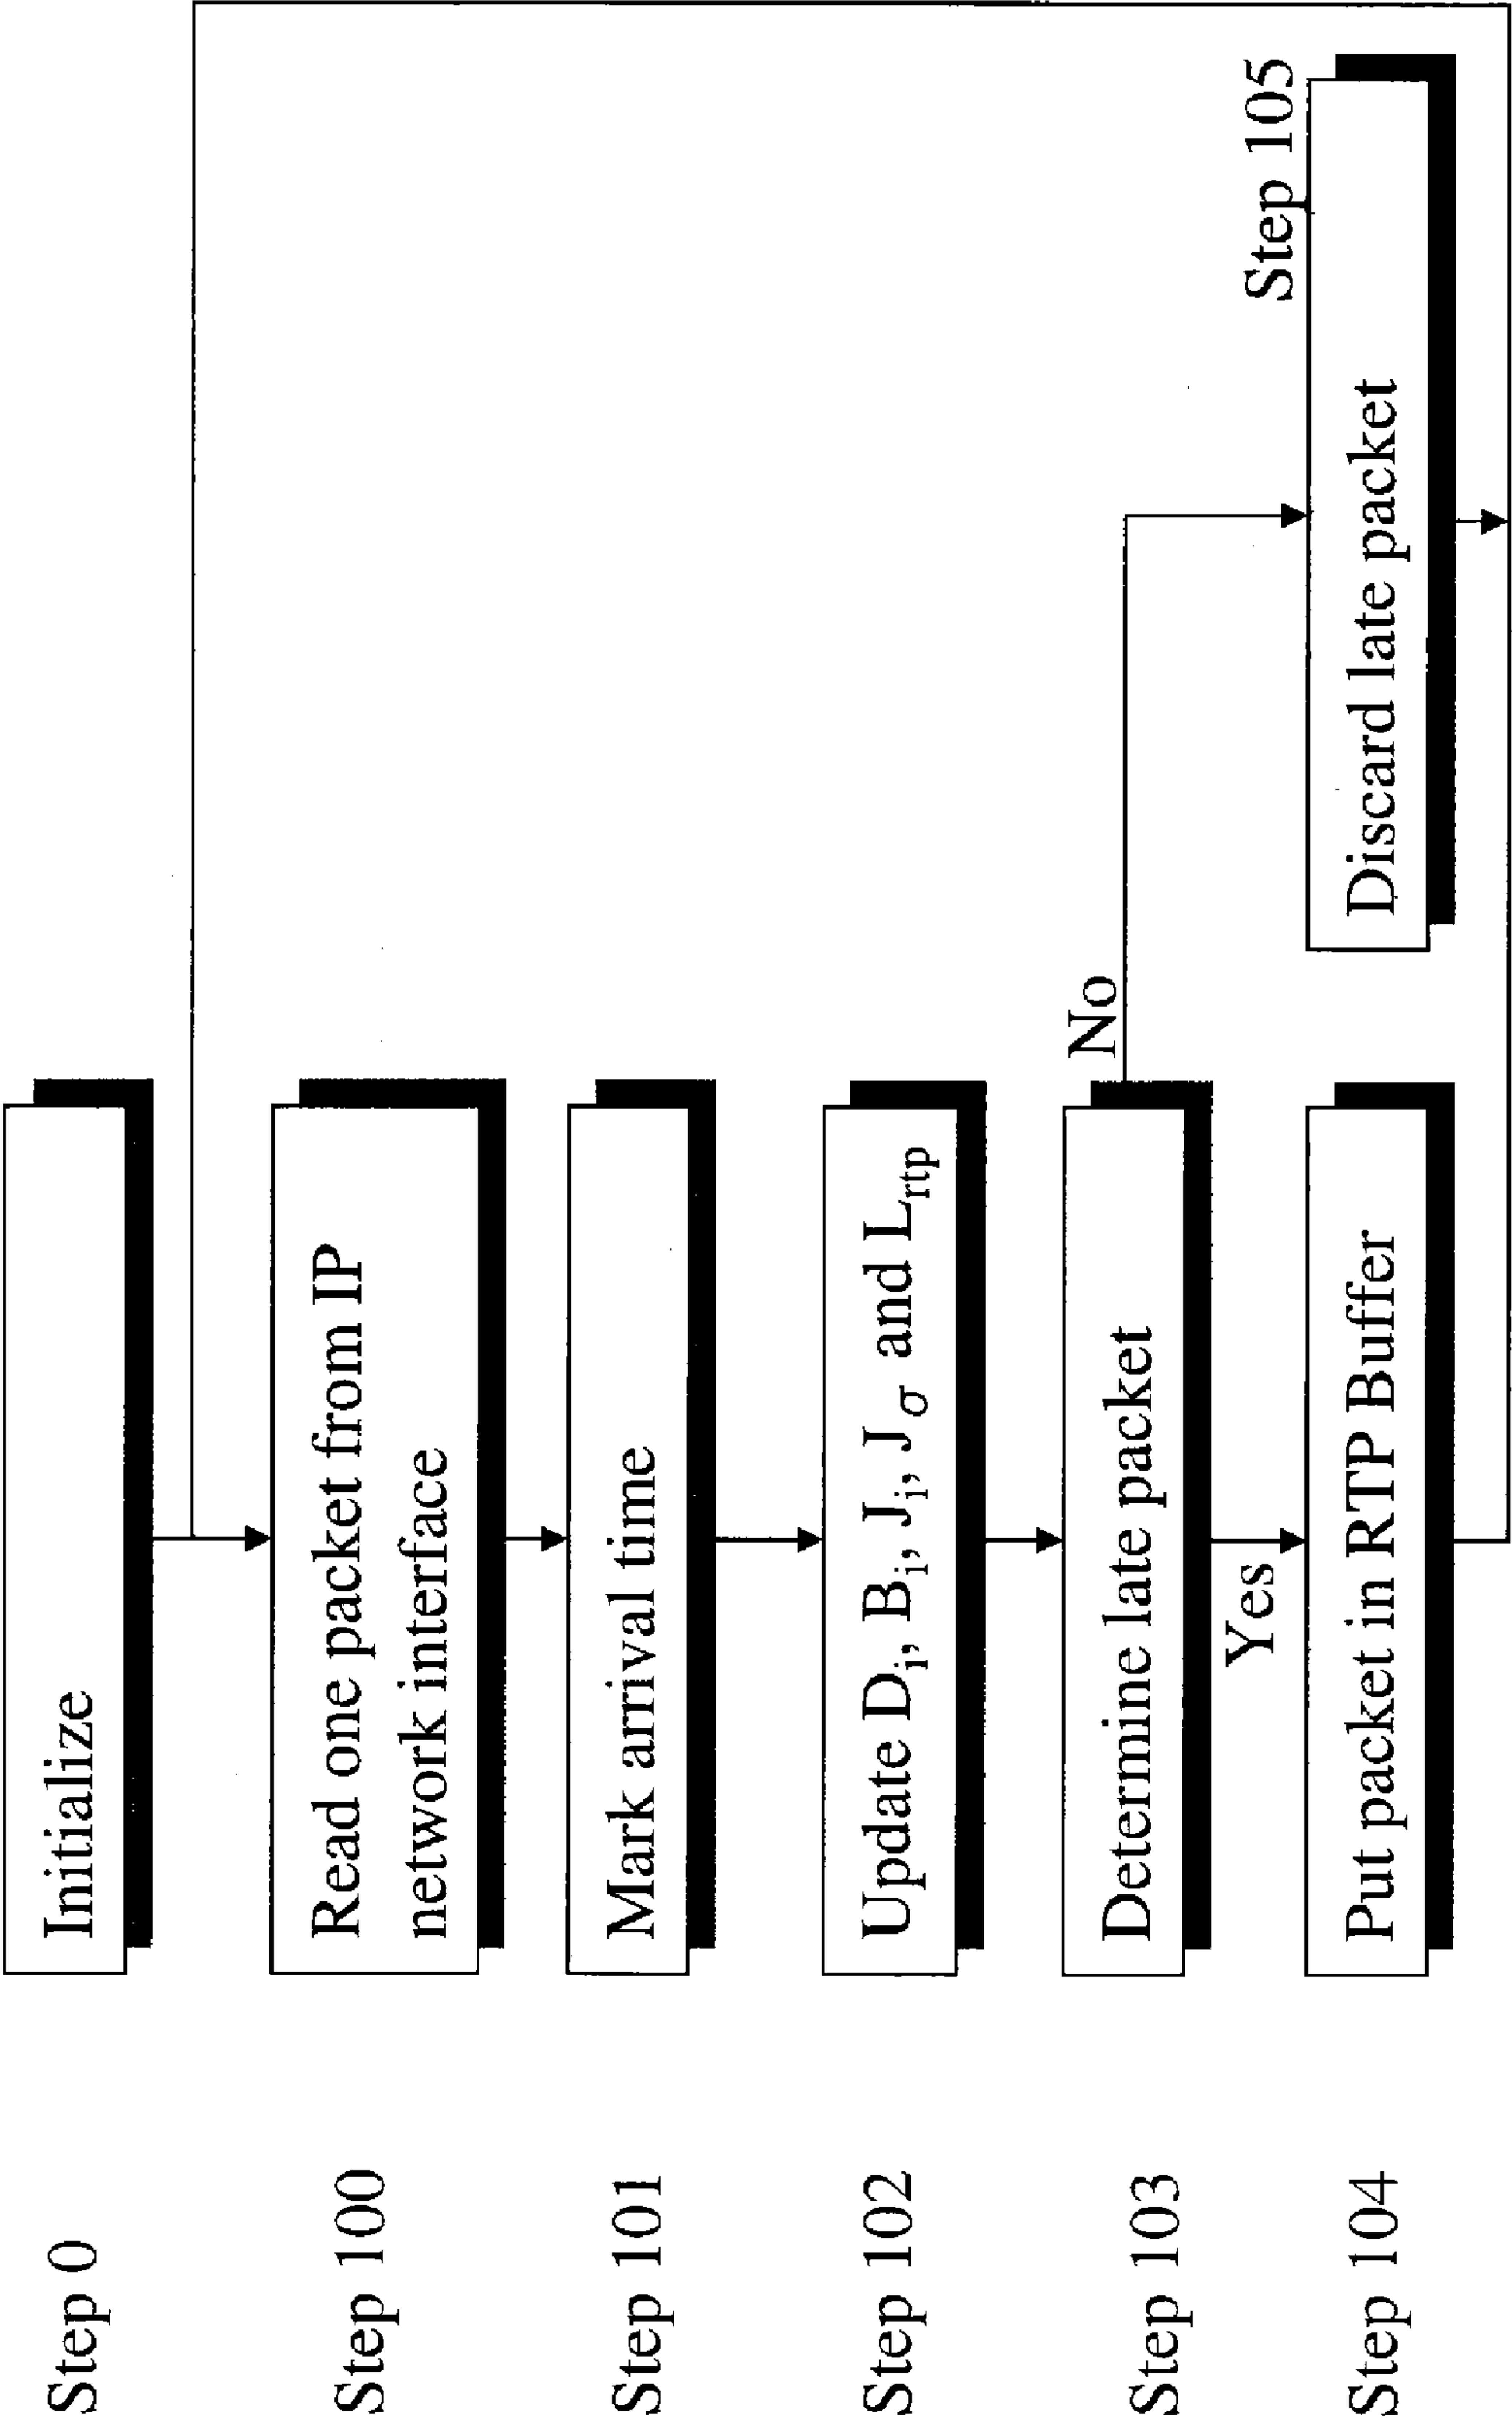 Step 0
Initialize
Step 100
Read one packet from IP
network interface
Step 101
Mark arrival time
Step 102
Update Di, Bi, Ji, Jσ and Lrtp
Step 103
Determine late packet
No
Yes
Step 104
Put packet in RTP Buffer
Step 105
Discard late packet